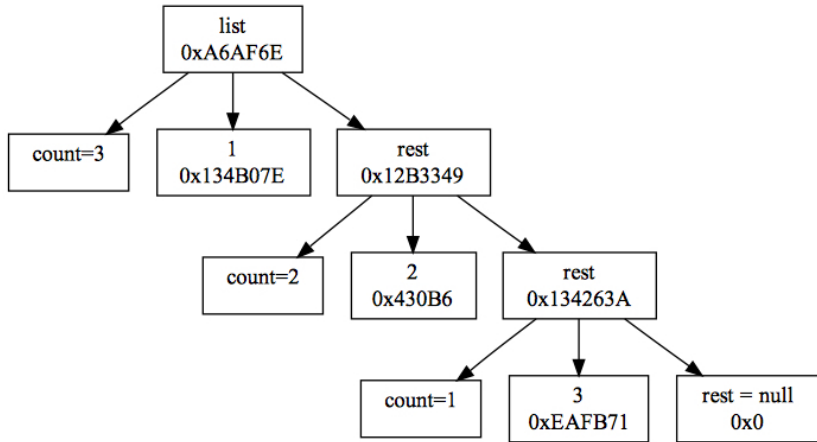 list
0xA6AF6E
count=3
1
0x134B07E
rest
0x12B3349
count=2
2
0x430B6
rest
0x134263A
count=1
3
0xEAFB71
rest = null
0x0